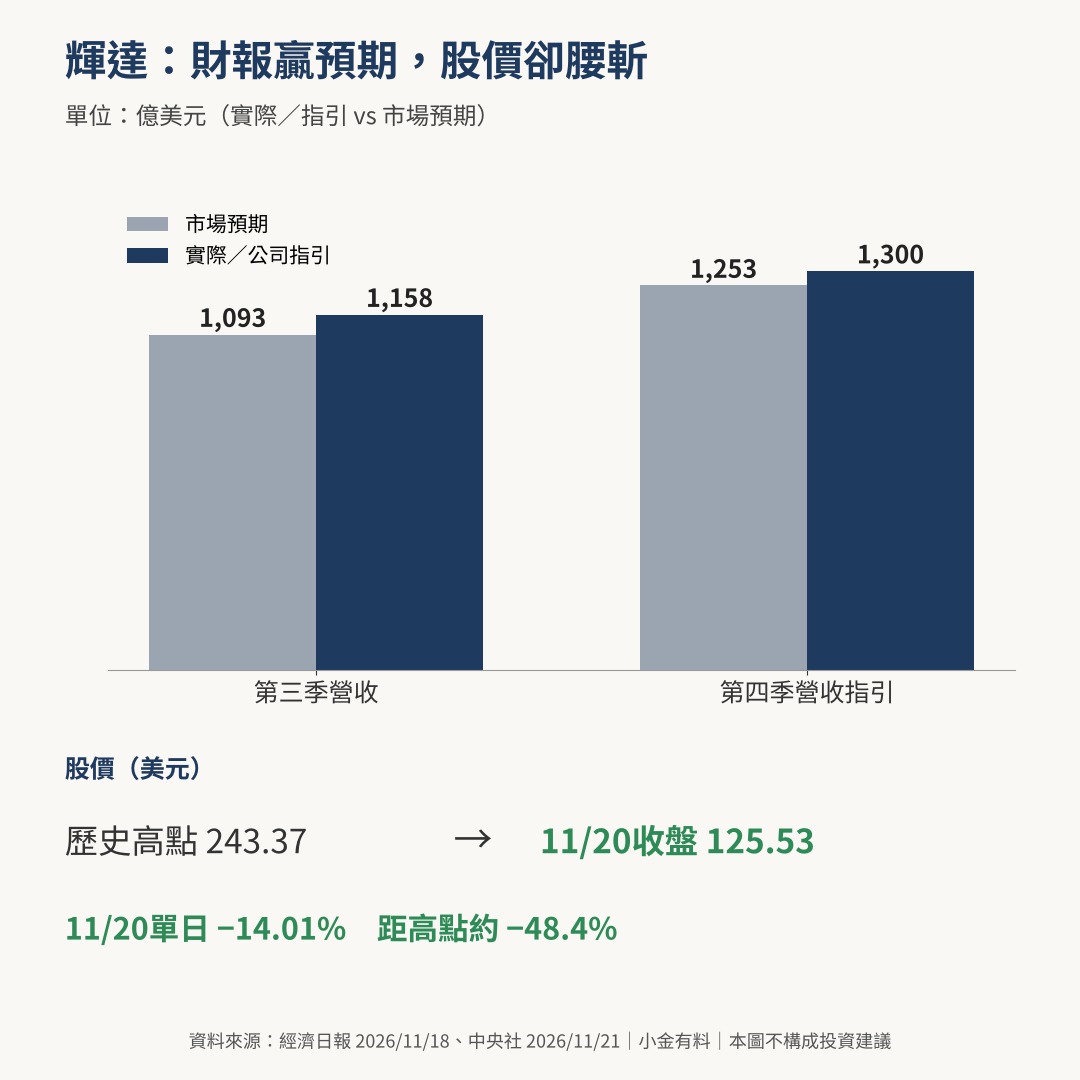 輝達：財報贏預期，股價卻腰斬
單位：億美元（實際／指引 vs 市場預期）
市場預期
實際／公司指引
1,093
1,158
1,253
1,300
第三季營收
第四季營收指引
股價（美元）
歷史高點 243.37 → 11/20收盤 125.53
11/20單日 −14.01% 距高點約 −48.4%
資料來源：經濟日報 2026/11/18、中央社 2026/11/21｜小金有料｜本圖不構成投資建議